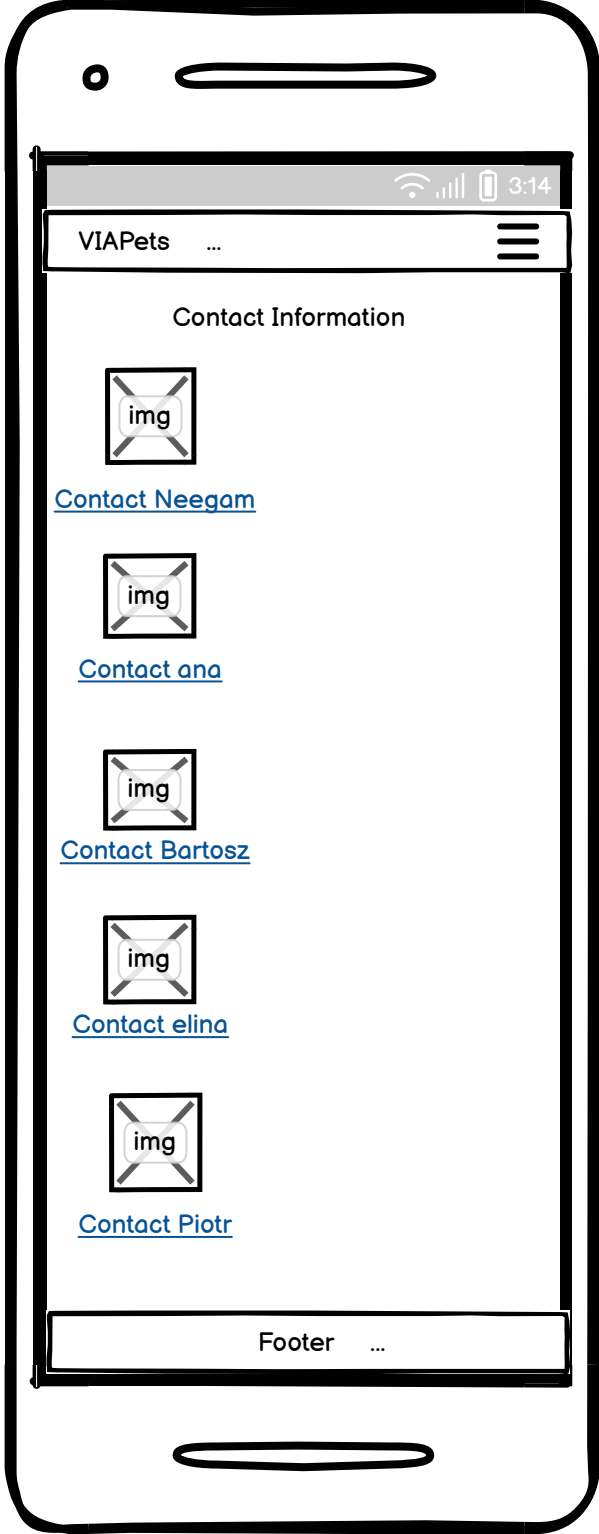 3:14
VIAPets ...
Contact Information
img
Contact Neegam
img
Contact ana
img
Contact Bartosz
img
Contact elina
img
Contact Piotr
Footer ...